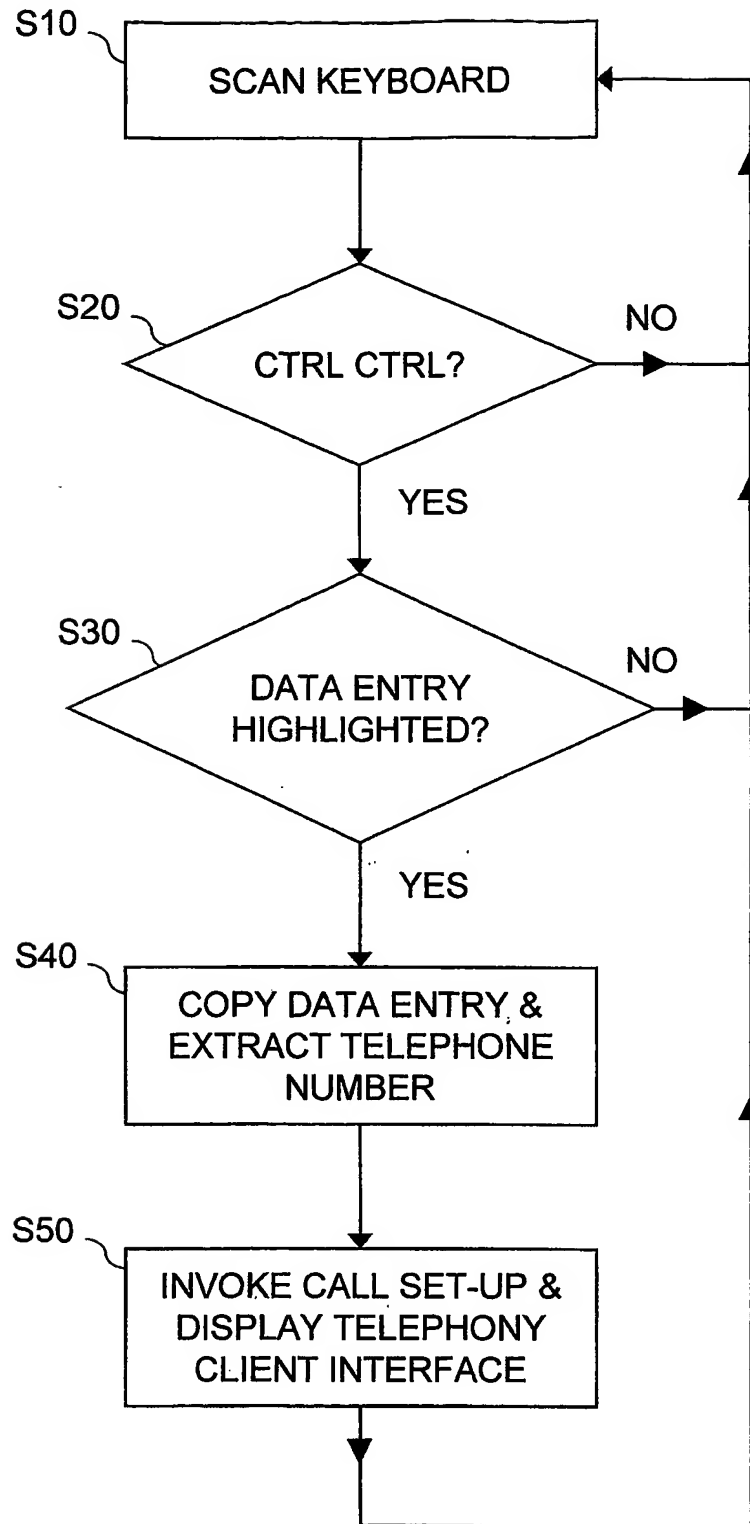 S10
SCAN KEYBOARD
S20
CTRL CTRL?
NO
YES
S30
DATA ENTRY
HIGHLIGHTED?
NO
YES
S40
COPY DATA ENTRY &
EXTRACT TELEPHONE
NUMBER
S50
INVOKE CALL SET-UP &
DISPLAY TELEPHONY
CLIENT INTERFACE